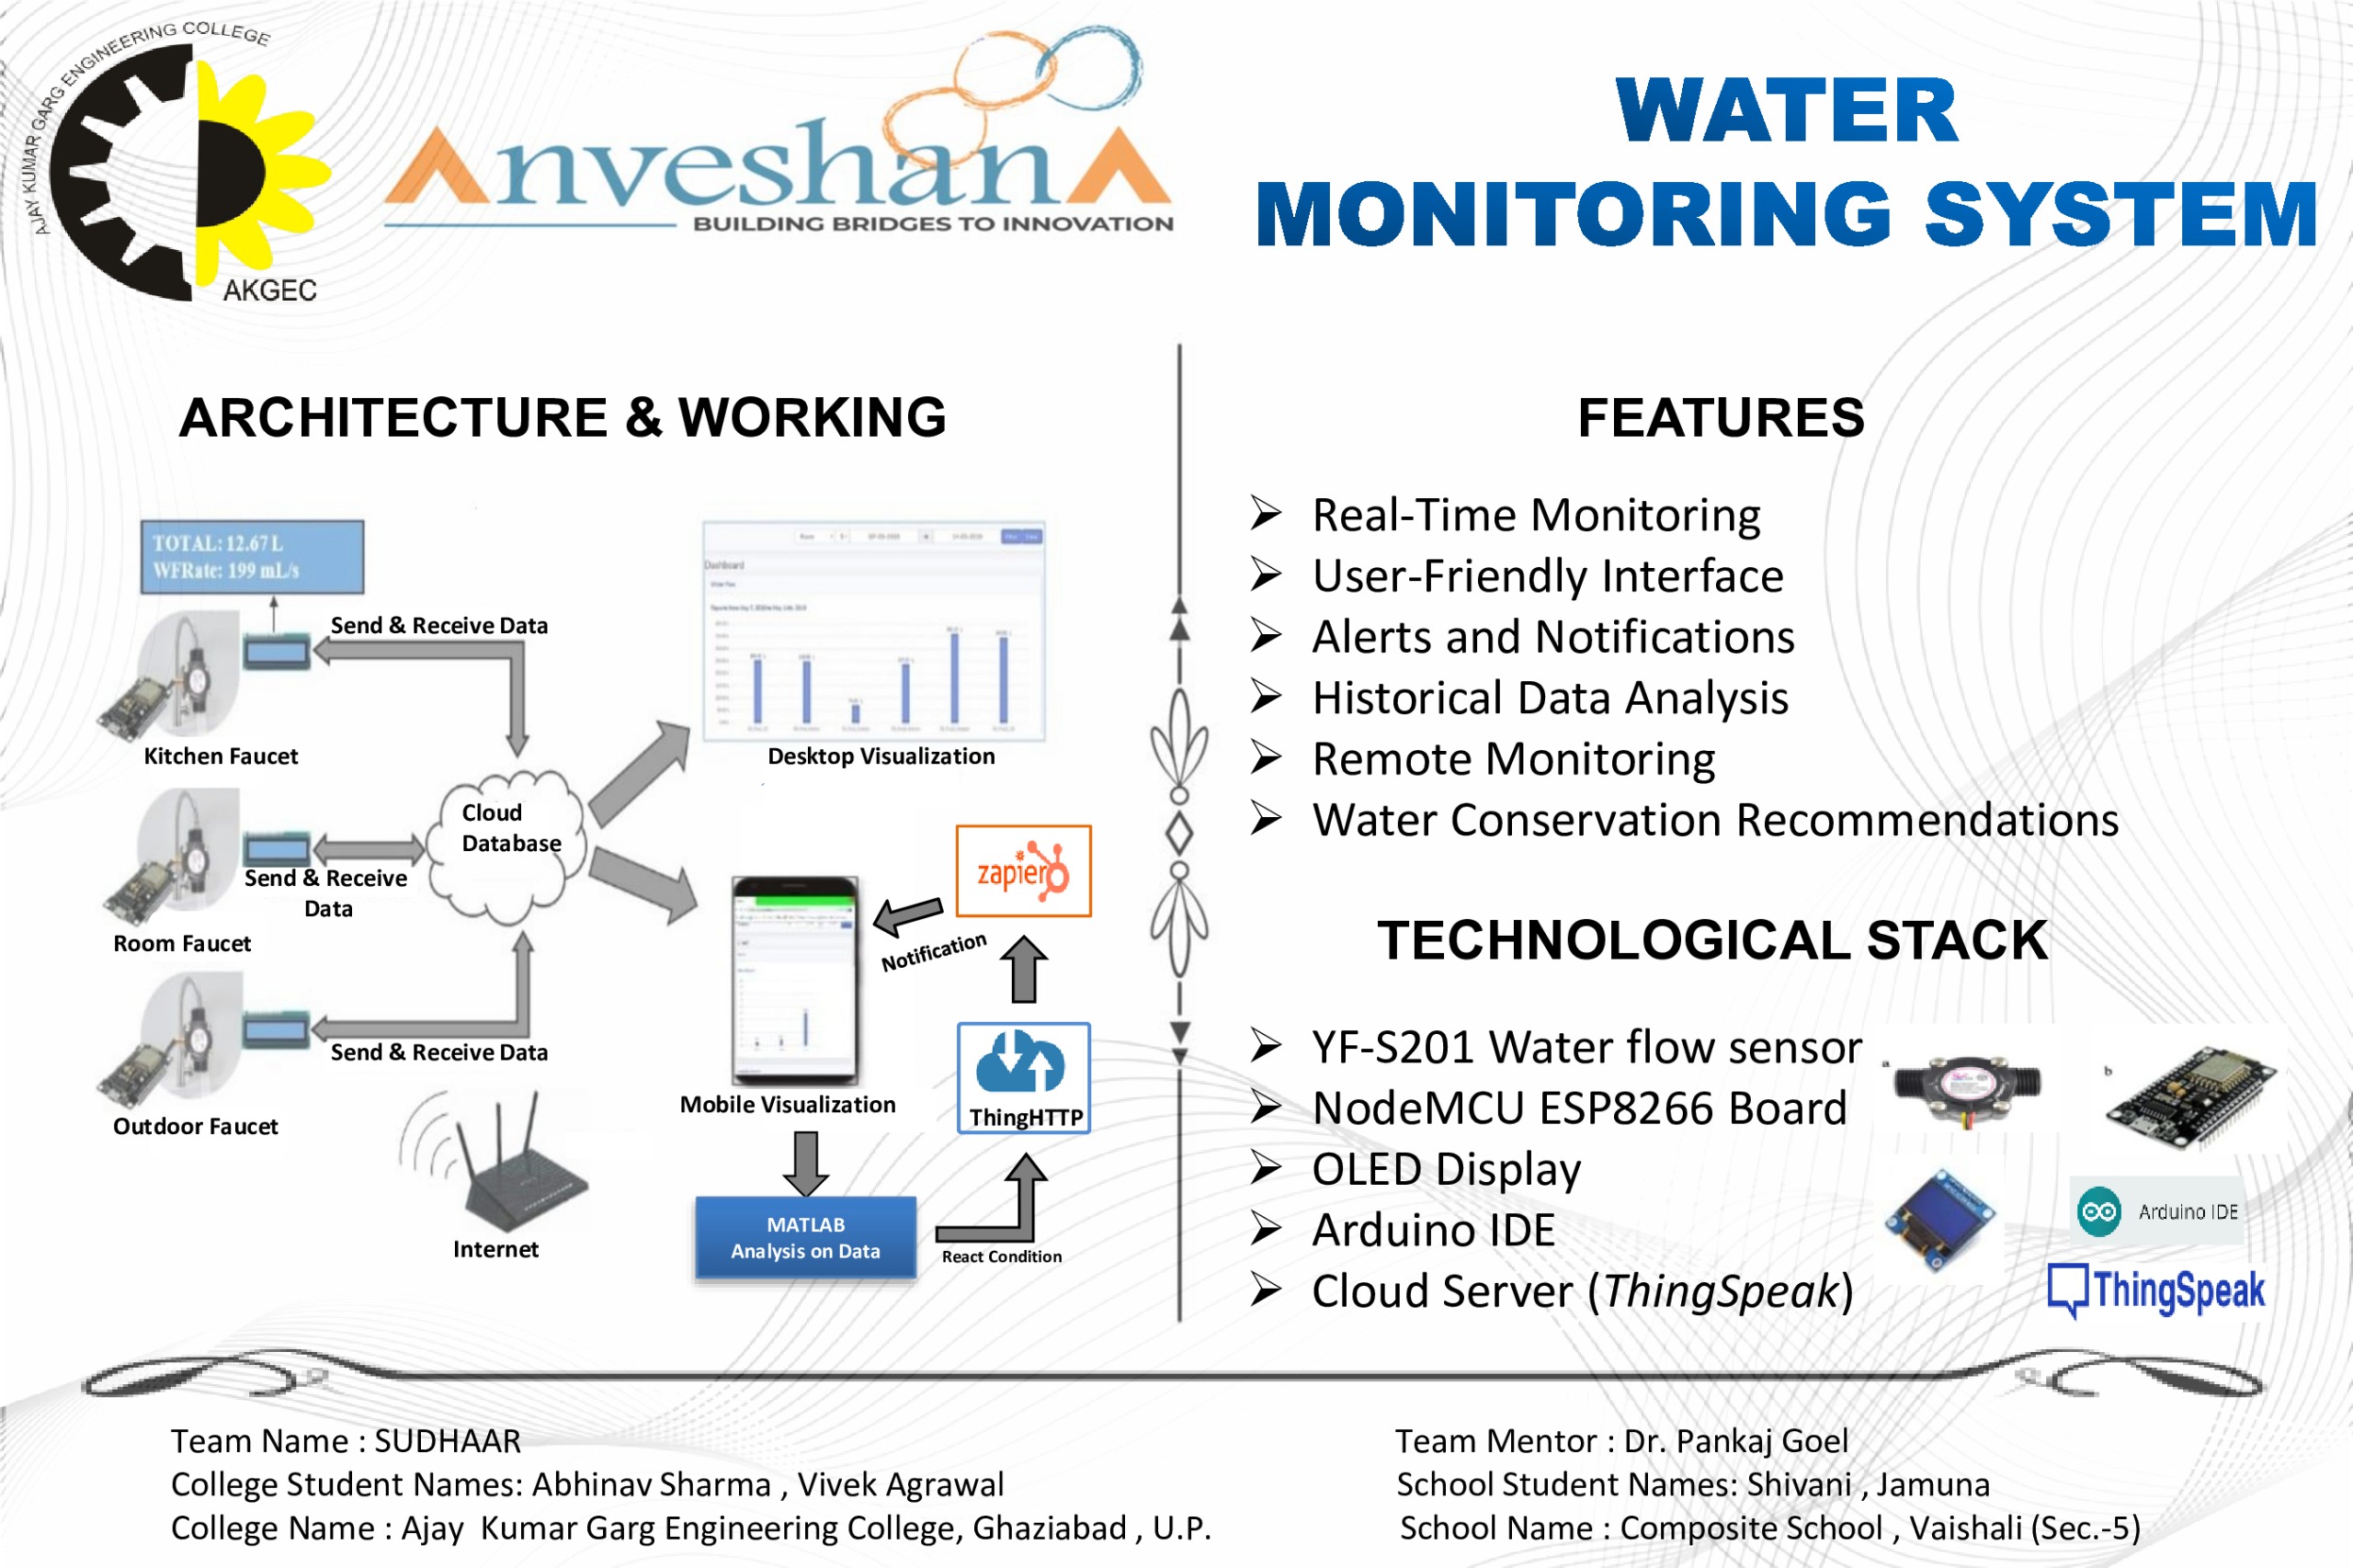 AJAY KUMAR GARG ENGINEERING COLLEGE
AKGEC
AnveshanA
BUILDING BRIDGES TO INNOVATION
WATER
MONITORING SYSTEM
ARCHITECTURE & WORKING
TOTAL: 12.67 L
WFRate: 199 mL/s
Send & Receive Data
Kitchen Faucet
Dashboard
Desktop Visualization
Cloud
Database
Send & Receive
Data
Room Faucet
zapier
Notification
Send & Receive Data
Outdoor Faucet
Mobile Visualization
ThingHTTP
Internet
MATLAB
Analysis on Data
React Condition
FEATURES
➢ Real-Time Monitoring
➢ User-Friendly Interface
➢ Alerts and Notifications
➢ Historical Data Analysis
➢ Remote Monitoring
➢ Water Conservation Recommendations
TECHNOLOGICAL STACK
➢ YF-S201 Water flow sensor
➢ NodeMCU ESP8266 Board
➢ OLED Display
➢ Arduino IDE
➢ Cloud Server (ThingSpeak)
a
b
Arduino IDE
ThingSpeak
Team Name : SUDHAAR
College Student Names: Abhinav Sharma , Vivek Agrawal
College Name : Ajay Kumar Garg Engineering College, Ghaziabad , U.P.
Team Mentor : Dr. Pankaj Goel
School Student Names: Shivani , Jamuna
School Name : Composite School , Vaishali (Sec.-5)